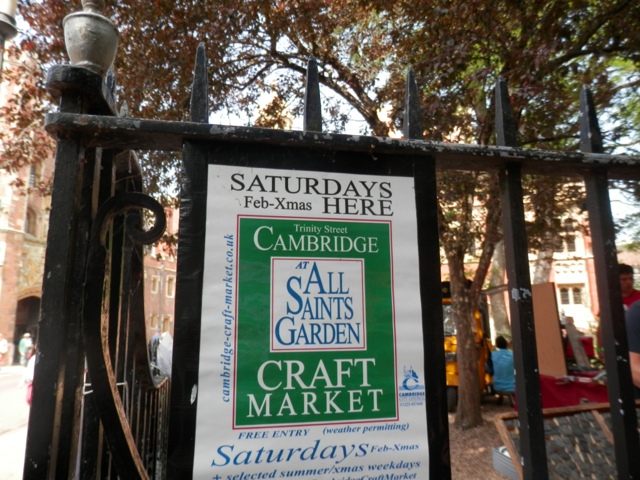 SATURDAYS
Feb-Xmas HERE
Trinity Street
CAMBRIDGE
AT ALL
SAINTS
GARDEN
CRAFT
MARKET
cambridge-craft-market.co.uk
CAMBRIDGE
FREE ENTRY (weather permitting)
Saturdays Feb-Xmas
+ selected summer/xmas weekdays